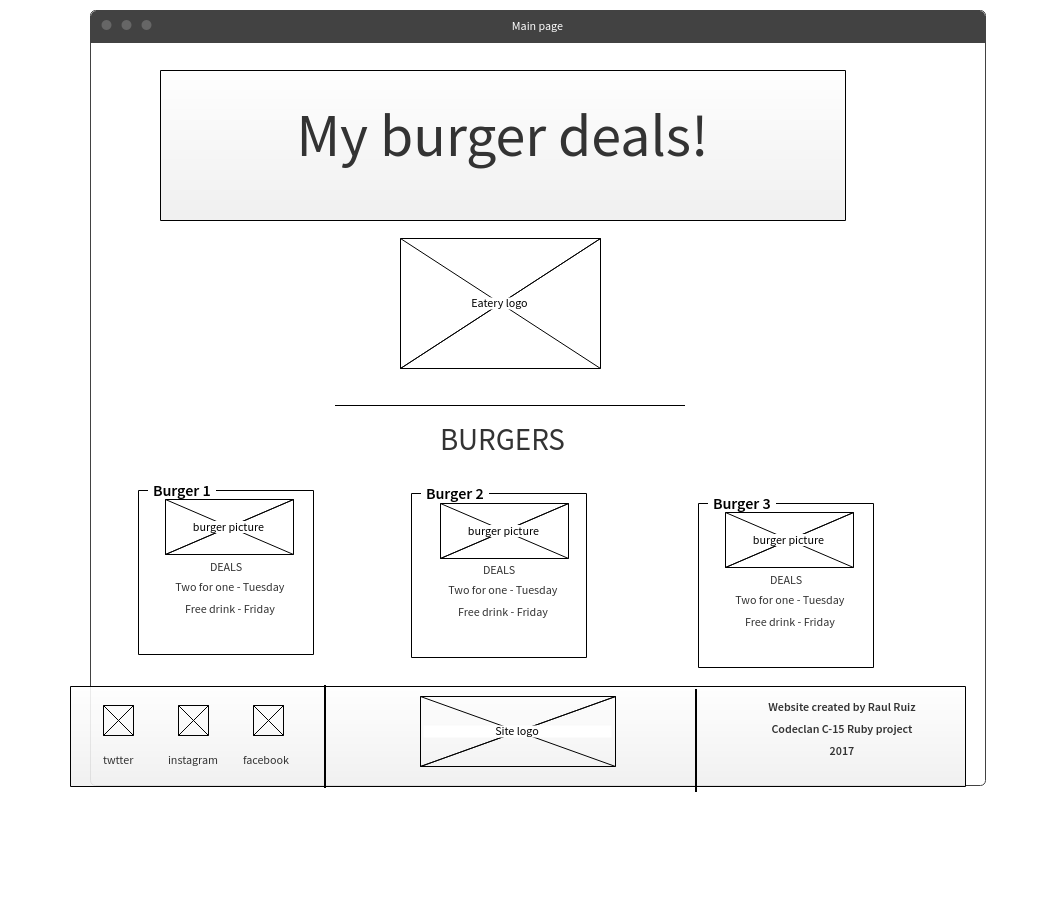 Main page
My burger deals!
Eatery logo
BURGERS
Burger 1
burger picture
DEALS
Two for one - Tuesday
Free drink - Friday
Burger 2
burger picture
DEALS
Two for one - Tuesday
Free drink - Friday
Burger 3
burger picture
DEALS
Two for one - Tuesday
Free drink - Friday
twtter
instagram
facebook
Site logo
Website created by Raul Ruiz
Codeclan C-15 Ruby project
2017